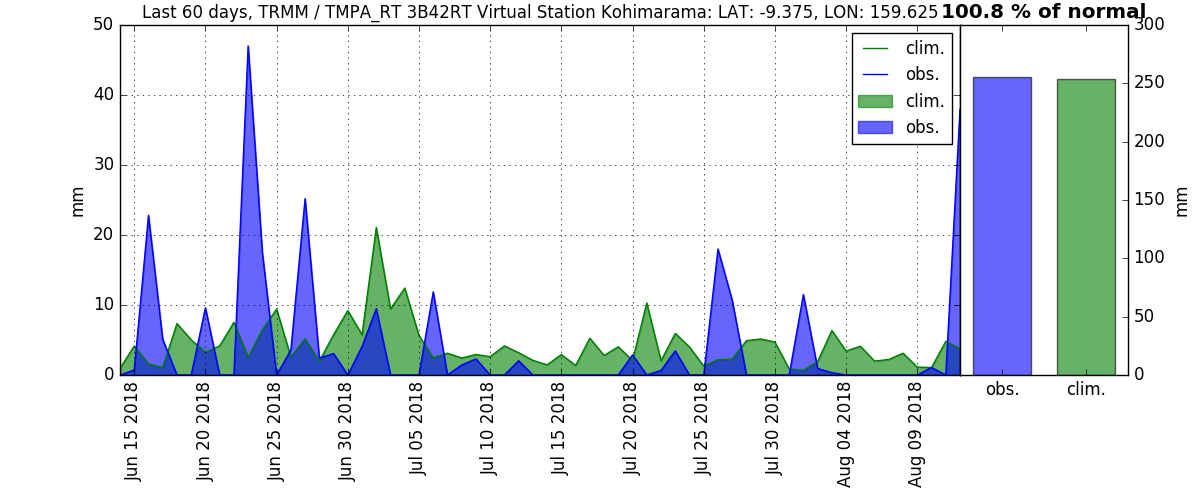 Last 60 days, TRMM / TMPA_RT 3B42RT Virtual Station Kohimarama: LAT: -9.375, LON: 159.625 100.8 % of normal
50
40
30
20
10
0
mm
clim.
obs.
clim.
obs.
300
250
200
150
100
50
0
mm
obs.
clim.
Jun 15 2018
Jun 20 2018
Jun 25 2018
Jun 30 2018
Jul 05 2018
Jul 10 2018
Jul 15 2018
Jul 20 2018
Jul 25 2018
Jul 30 2018
Aug 04 2018
Aug 09 2018